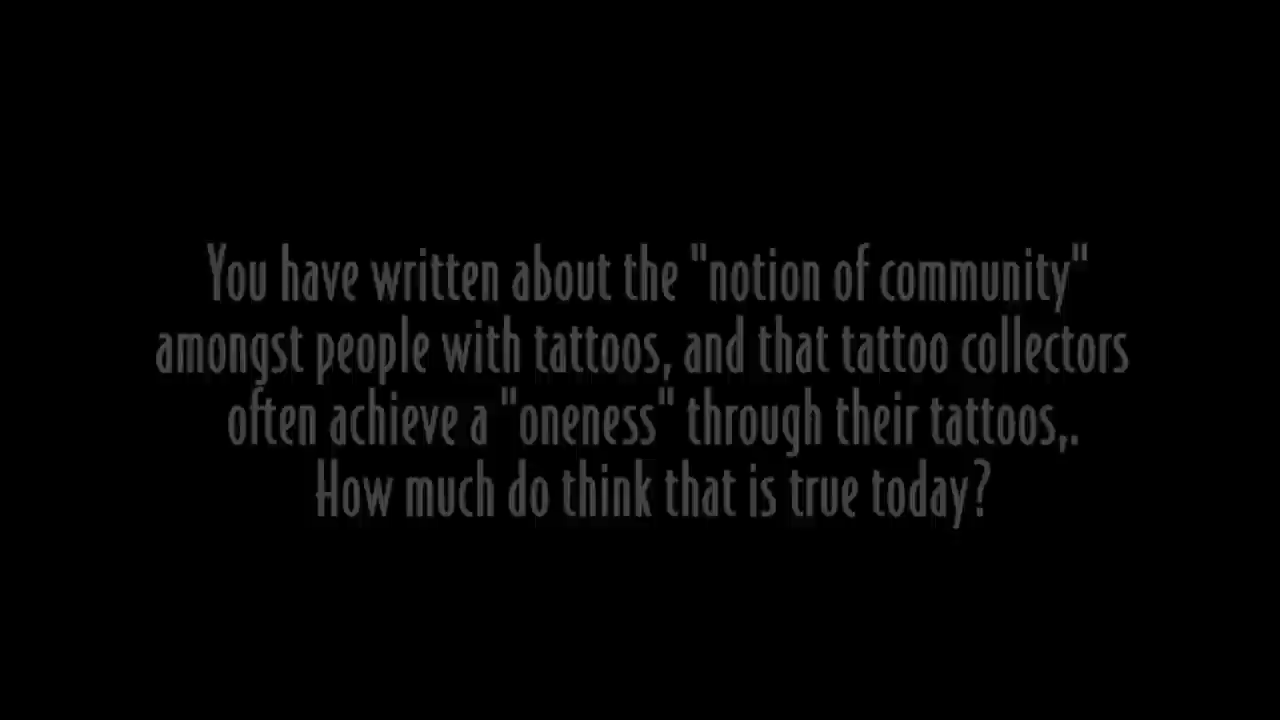 You have written about the "notion of community"
amongst people with tattoos, and that tattoo collectors
often achieve a "oneness" through their tattoos,.
How much do think that is true today?